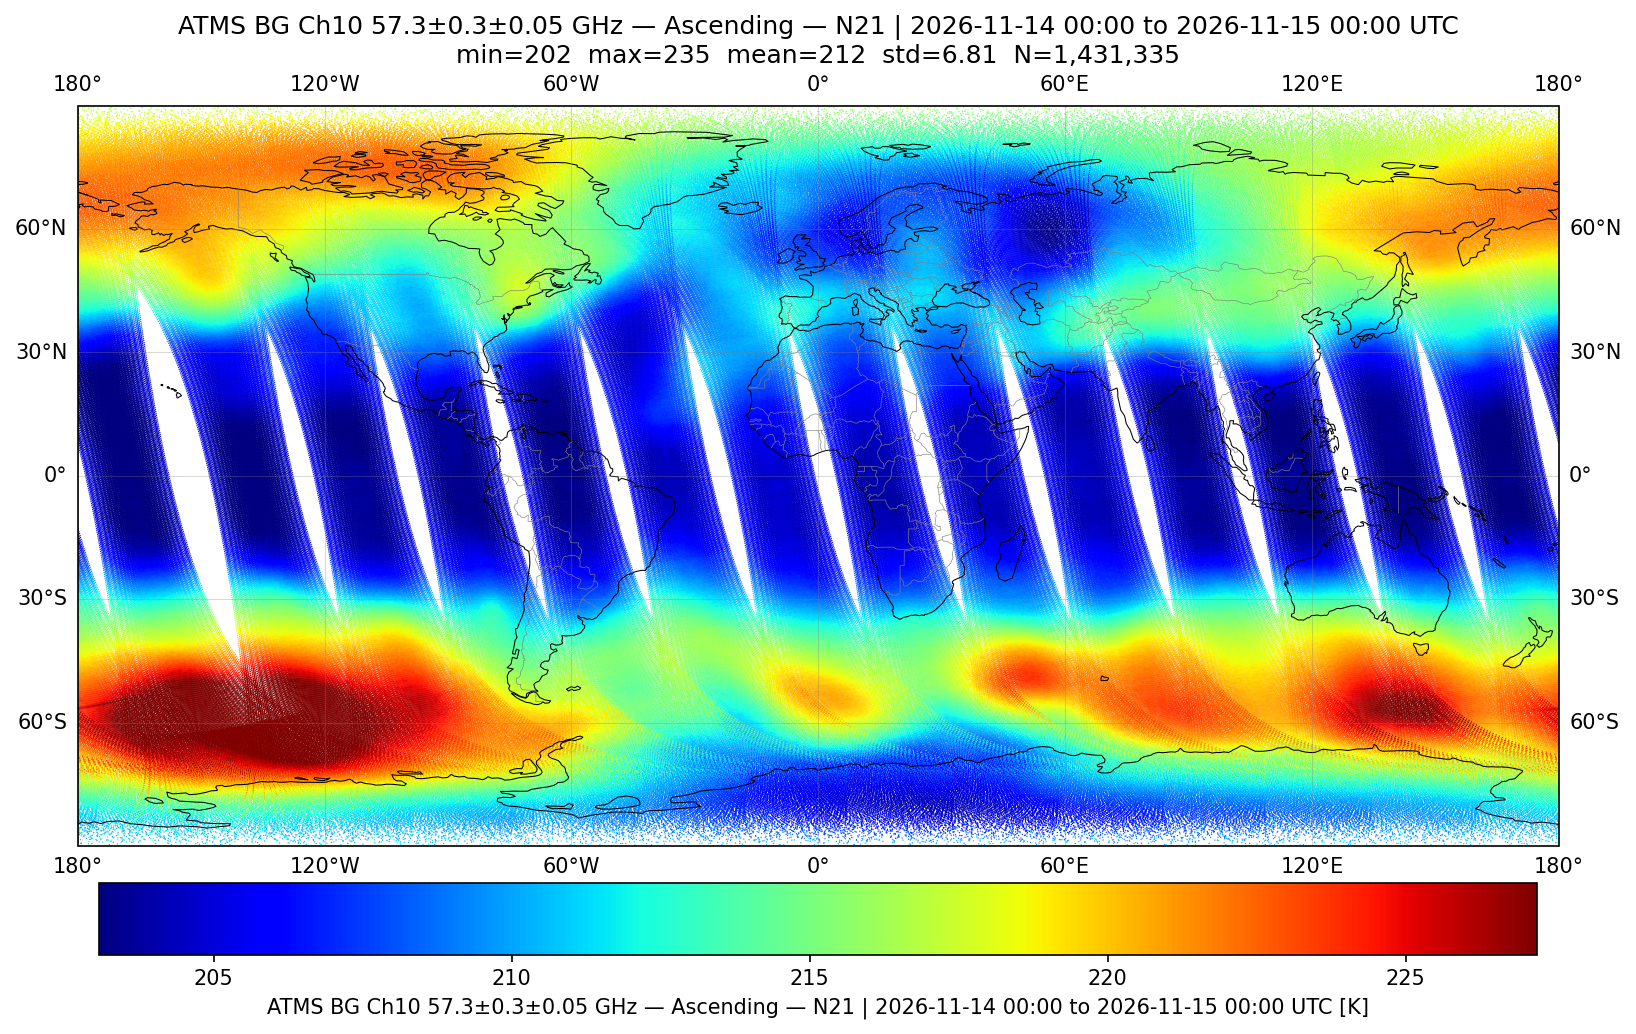 ATMS BG Ch10 57.3±0.3±0.05 GHz — Ascending — N21 | 2026-11-14 00:00 to 2026-11-15 00:00 UTC
min=202 max=235 mean=212 std=6.81 N=1,431,335
180° 120°W 60°W 0° 60°E 120°E 180°
60°N 60°N
30°N 30°N
0° 0°
30°S 30°S
60°S 60°S
180° 120°W 60°W 0° 60°E 120°E 180°
205 210 215 220 225
ATMS BG Ch10 57.3±0.3±0.05 GHz — Ascending — N21 | 2026-11-14 00:00 to 2026-11-15 00:00 UTC [K]